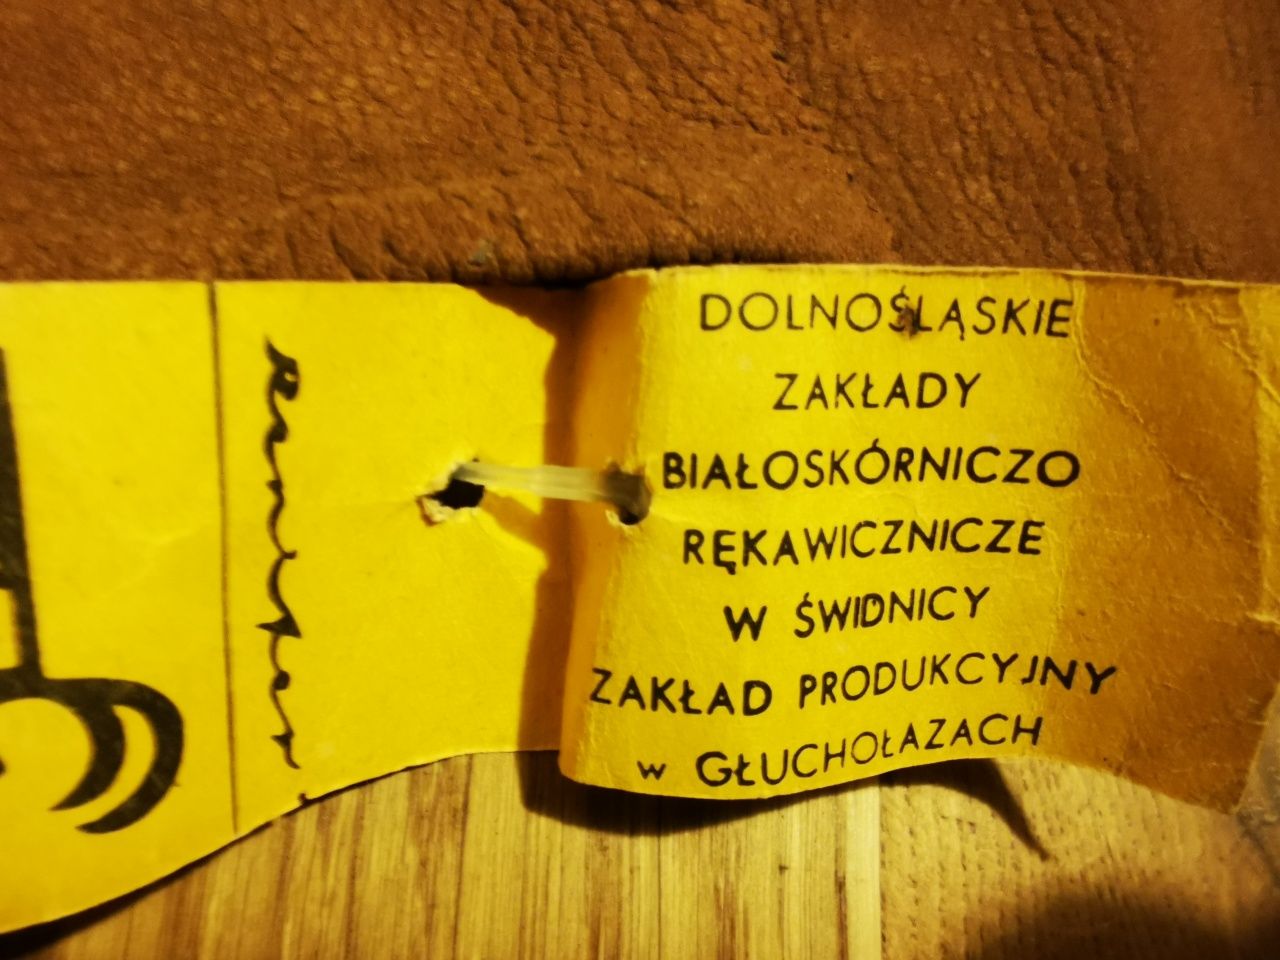 DOLNOŚLĄSKIE
ZAKŁADY
BIAŁOSKÓRNICZO
RĘKAWICZNICZE
W ŚWIDNICY
ZAKŁAD PRODUKCYJNY
w GŁUCHOŁAZACH